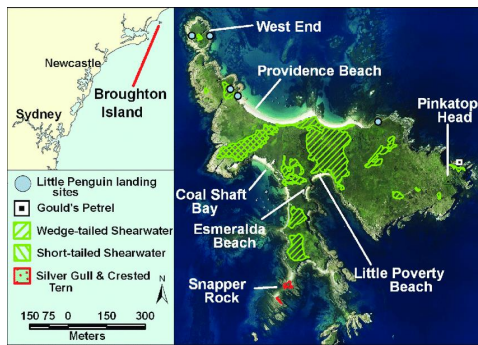 Newcastle
Broughton
Island
Sydney
Little Penguin landing
sites
Gould's Petrel
Wedge-tailed Shearwater
Short-tailed Shearwater
Silver Gull & Crested
Tern
N
150 75 0 150 300
Meters
West End
Providence Beach
Pinkatop
Head
Coal Shaft
Bay
Esmeralda
Beach
Little Poverty
Beach
Snapper
Rock